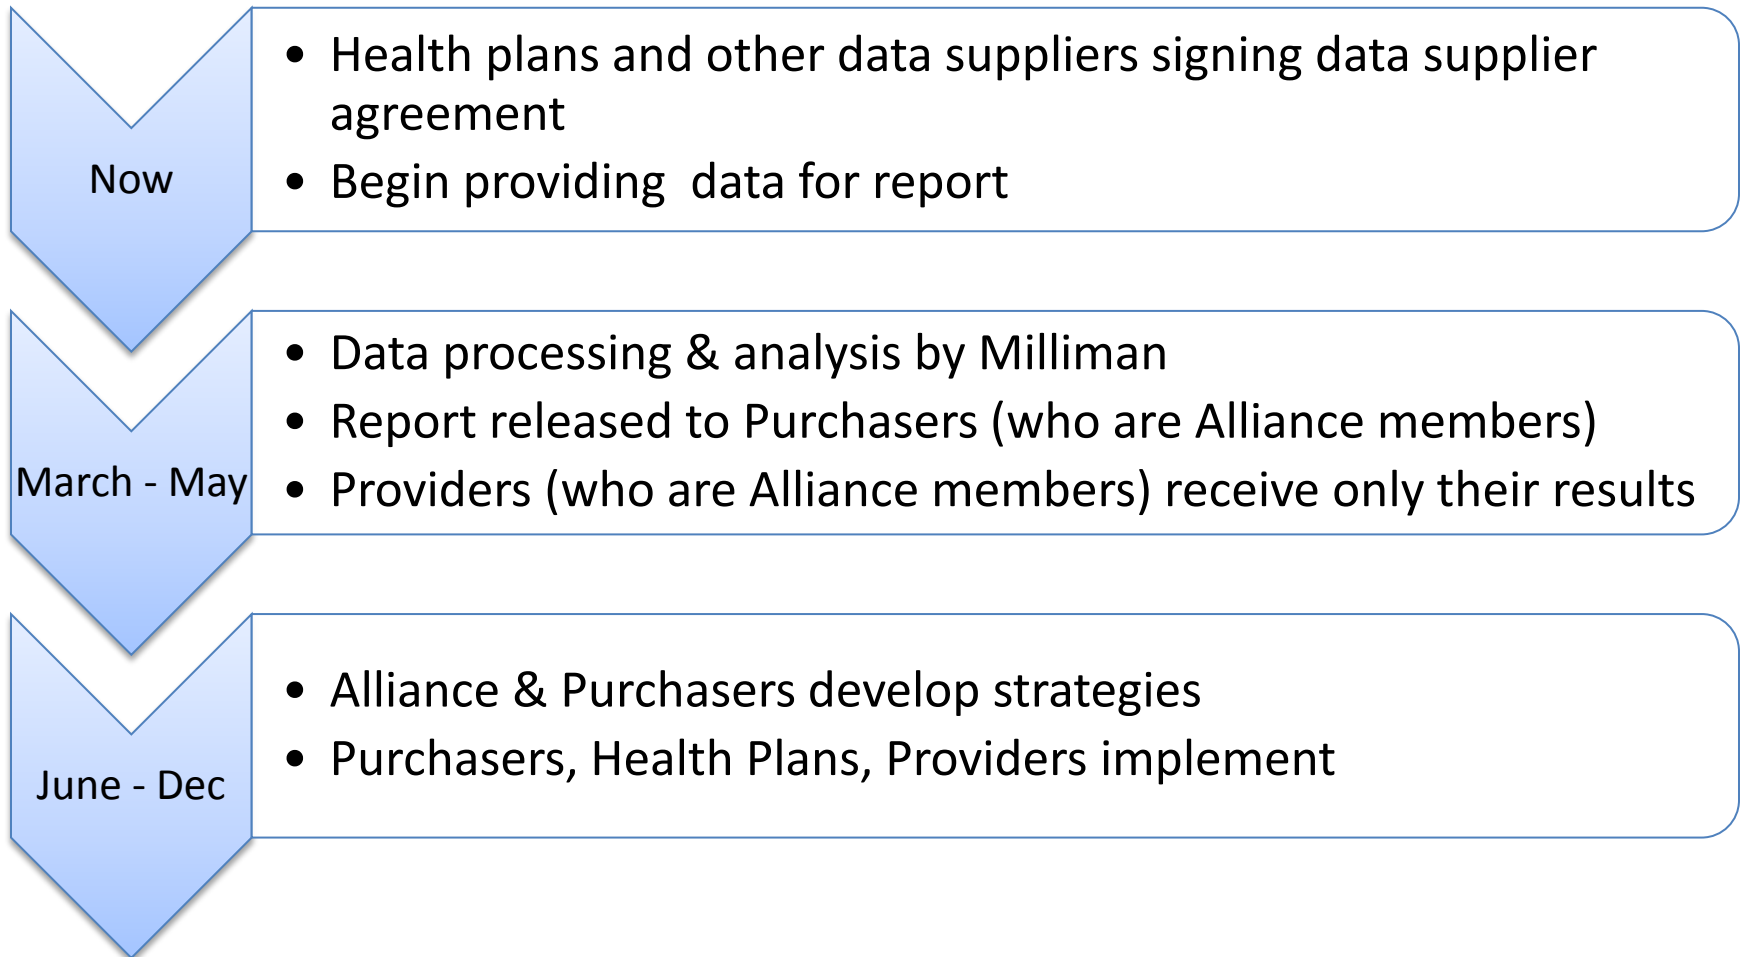 Now
• Health plans and other data suppliers signing data supplier
agreement
• Begin providing  data for report
March - May
• Data processing & analysis by Milliman
• Report released to Purchasers (who are Alliance members)
• Providers (who are Alliance members) receive only their results
June - Dec
• Alliance & Purchasers develop strategies
• Purchasers, Health Plans, Providers implement